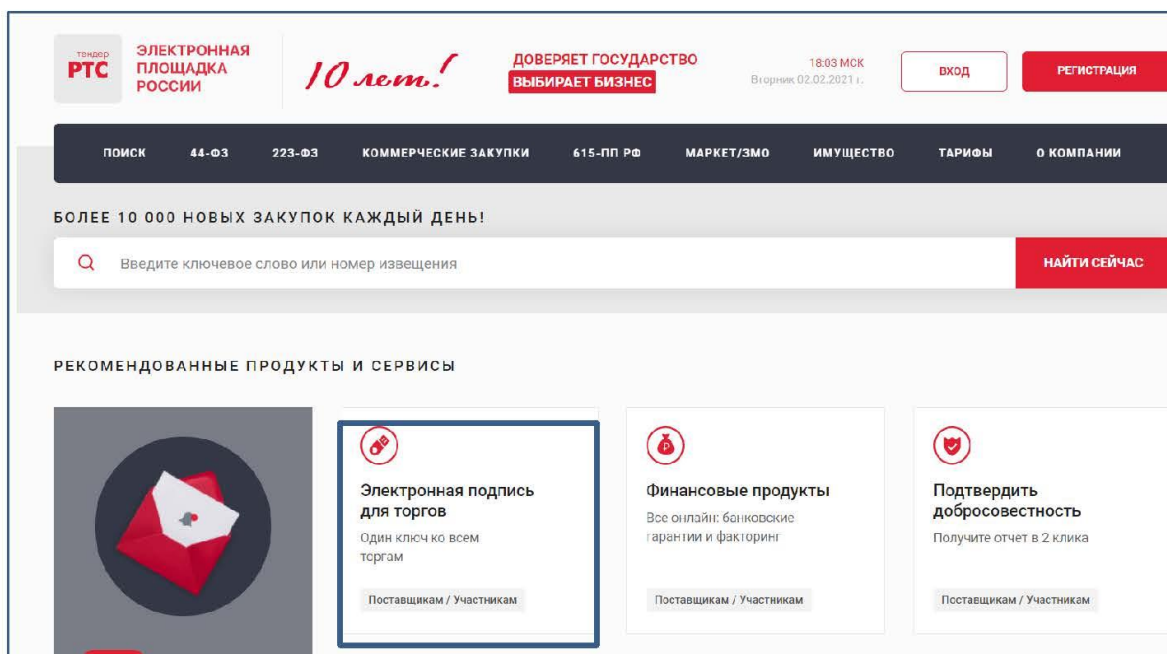 тендер
РТС
ЭЛЕКТРОННАЯ
ПЛОЩАДКА
РОССИИ
10 лет!
ДОВЕРЯЕТ ГОСУДАРСТВО
ВЫБИРАЕТ БИЗНЕС
18:03 МСК
Вторник 02.02.2021 г.
ВХОД
РЕГИСТРАЦИЯ
ПОИСК 44-ФЗ 223-ФЗ КОММЕРЧЕСКИЕ ЗАКУПКИ 615-ПП РФ МАРКЕТ/ЗМО ИМУЩЕСТВО ТАРИФЫ О КОМПАНИИ
БОЛЕЕ 10 000 НОВЫХ ЗАКУПОК КАЖДЫЙ ДЕНЬ!
Введите ключевое слово или номер извещения
НАЙТИ СЕЙЧАС
РЕКОМЕНДОВАННЫЕ ПРОДУКТЫ И СЕРВИСЫ
Электронная подпись
для торгов
Один ключ ко всем
торгам
Поставщикам / Участникам
Финансовые продукты
Все онлайн: банковские
гарантии и факторинг
Поставщикам / Участникам
Подтвердить
добросовестность
Получите отчет в 2 клика
Поставщикам / Участникам